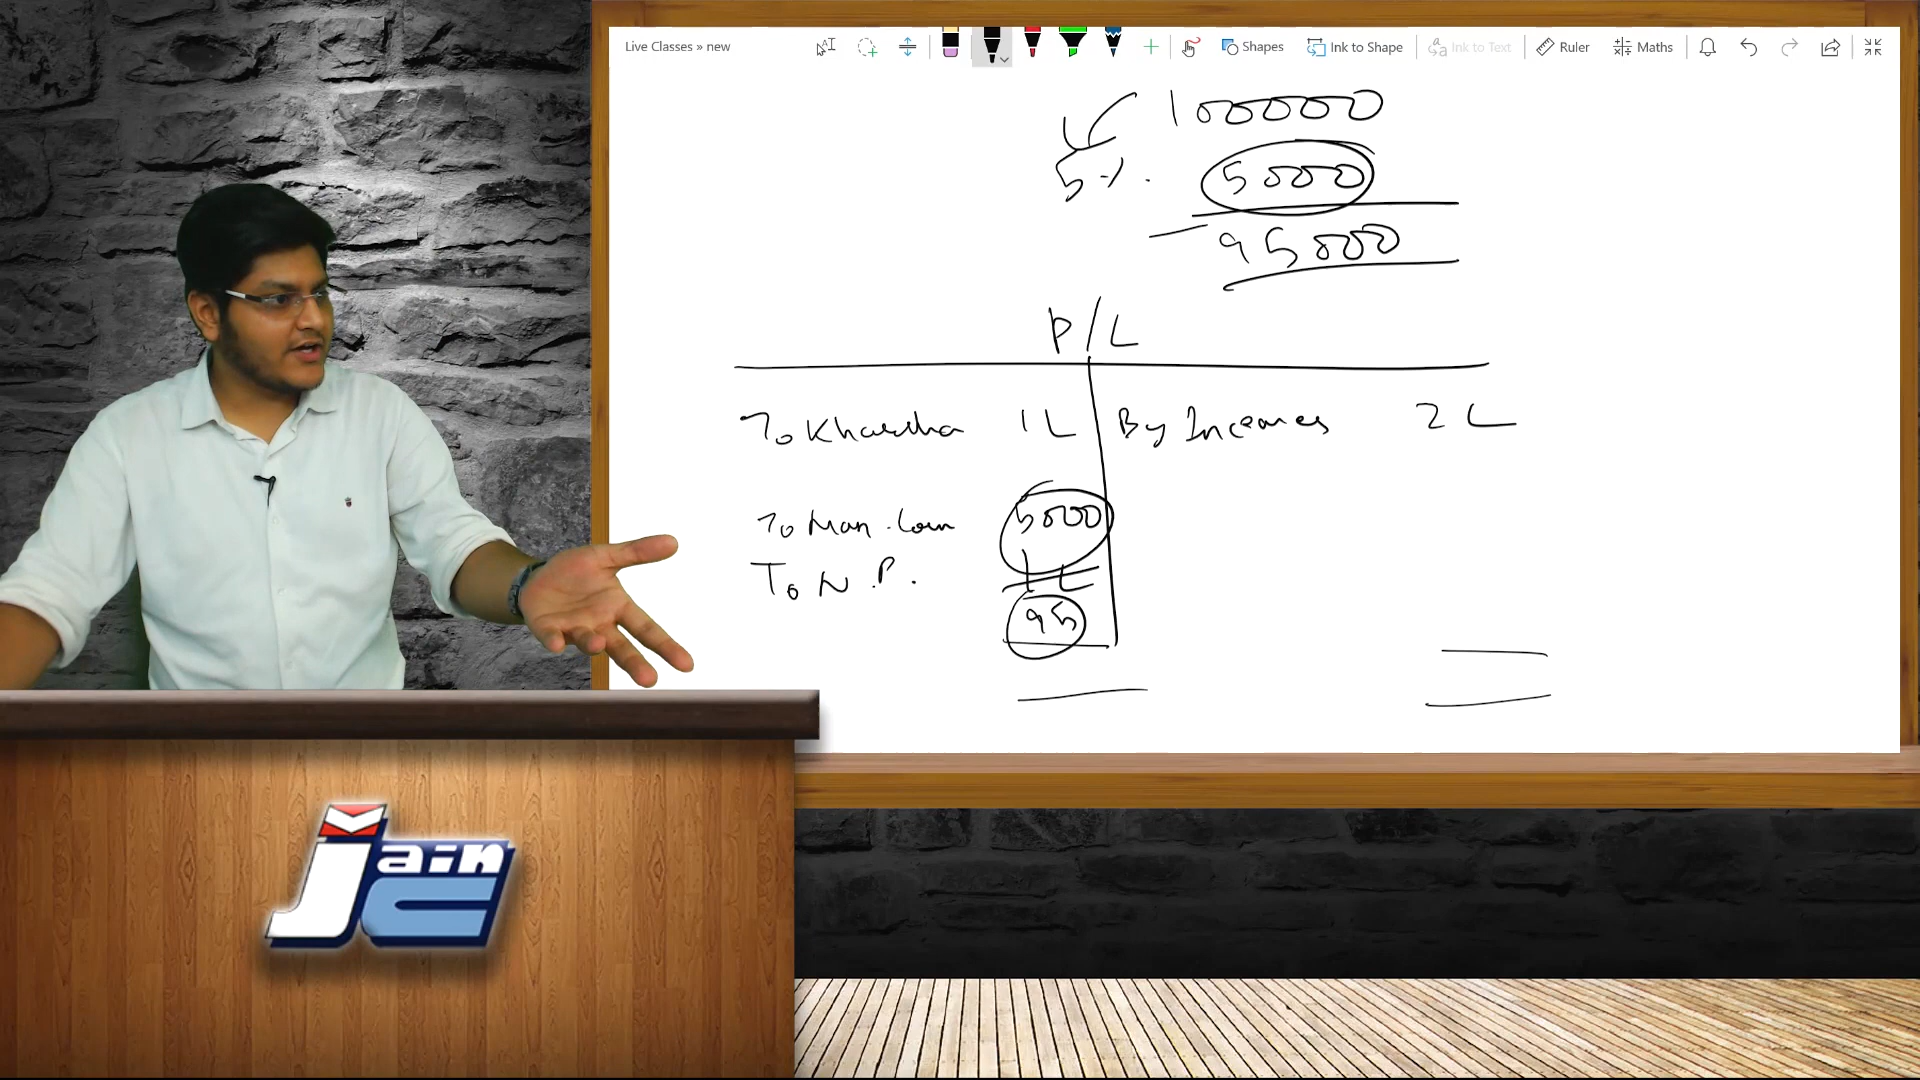 Live Classes » new
Shapes
Ink to Shape
Ink to Text
Ruler
Maths
100000
5%. 5000
95000
P/L
To Kharcha 1L By Incomes 2 L
To Man. Com 5000
To N.P. 1L
95
Jain
C